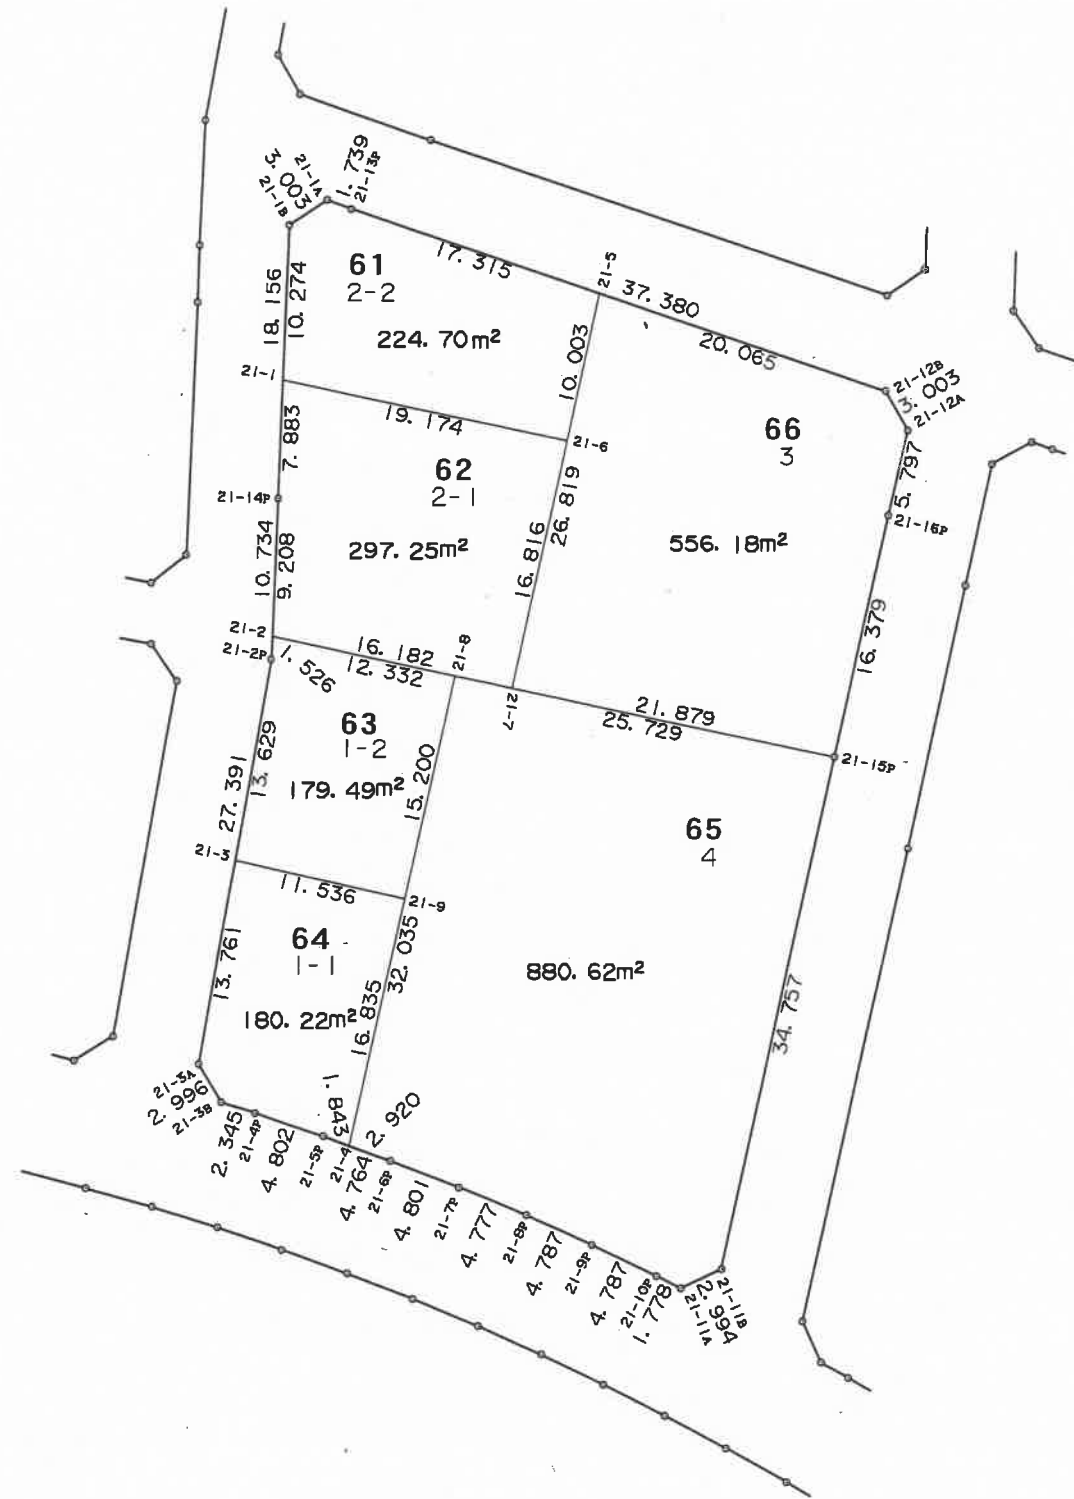 1. 739
21-13P
21-1A
3. 003
21-1B
17. 315
21-5
37. 380
20. 065
21-12B
3. 003
21-12A
61
2-2
224. 70m²
18. 156
10. 274
10. 003
21-1
19. 174
21-6
66
3
556. 18m²
5. 797
21-16P
7. 883
62
2-1
297. 25m²
21-14P
10. 734
9. 208
16. 816
26. 819
16. 379
21-2
21-2P
1. 526
16. 182
12. 332
21-8
21-7
21. 879
25. 729
21-15P
63
1-2
179. 49m²
27. 391
13. 629
15. 200
65
4
880. 62m²
21-3
11. 536
21-9
64
1-1
180. 22m²
13. 761
16. 835
32. 035
34. 757
21-3A
2. 996
21-3B
2. 345
21-4P
4. 802
21-5P
1. 843
21-4
2. 920
4. 764
21-6P
4. 801
21-7P
4. 777
21-8P
4. 787
21-9P
4. 787
21-10P
1. 778
21-11A
2. 994
21-11B